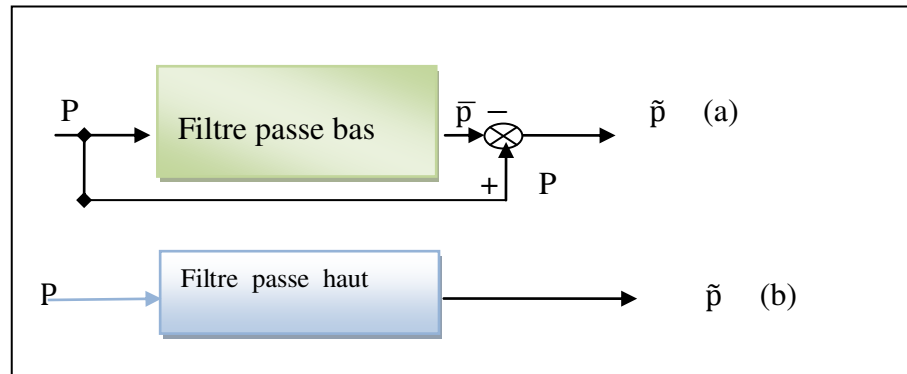 P
Filtre passe bas
p̅ −
p̃ (a)
+ P
P
Filtre passe haut
p̃ (b)